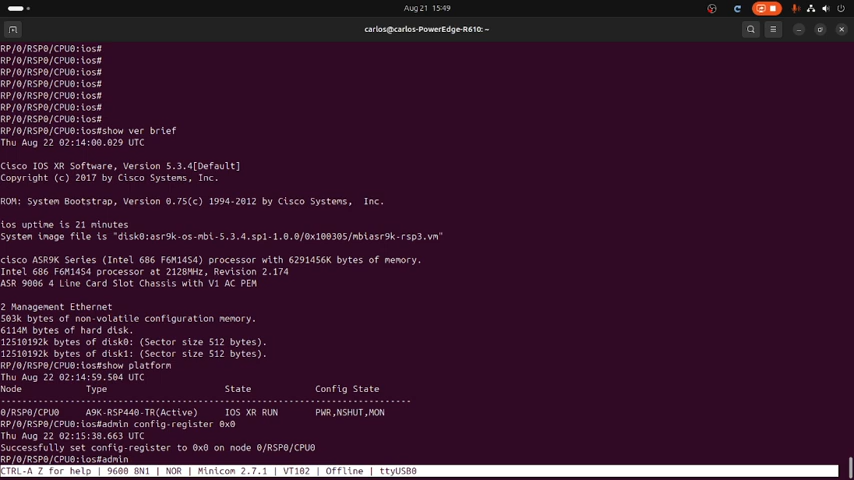 Aug 21 15:49
carlos@carlos-PowerEdge-R610: ~
RP/0/RSP0/CPU0:ios#
RP/0/RSP0/CPU0:ios#
RP/0/RSP0/CPU0:ios#
RP/0/RSP0/CPU0:ios#
RP/0/RSP0/CPU0:ios#
RP/0/RSP0/CPU0:ios#
RP/0/RSP0/CPU0:ios#
RP/0/RSP0/CPU0:ios#show ver brief
Thu Aug 22 02:14:00.029 UTC
Cisco IOS XR Software, Version 5.3.4[Default]
Copyright (c) 2017 by Cisco Systems, Inc.
ROM: System Bootstrap, Version 0.75(c) 1994-2012 by Cisco Systems,  Inc.
ios uptime is 21 minutes
System image file is "disk0:asr9k-os-mbi-5.3.4.sp1-1.0.0/0x100305/mbiasr9k-rsp3.vm"
cisco ASR9K Series (Intel 686 F6M14S4) processor with 6291456K bytes of memory.
Intel 686 F6M14S4 processor at 2128MHz, Revision 2.174
ASR 9006 4 Line Card Slot Chassis with V1 AC PEM
2 Management Ethernet
503k bytes of non-volatile configuration memory.
6114M bytes of hard disk.
12510192k bytes of disk0: (Sector size 512 bytes).
12510192k bytes of disk1: (Sector size 512 bytes).
RP/0/RSP0/CPU0:ios#show platform
Thu Aug 22 02:14:59.504 UTC
Node            Type                      State            Config State
-----------------------------------------------------------------------------
0/RSP0/CPU0     A9K-RSP440-TR(Active)     IOS XR RUN       PWR,NSHUT,MON
RP/0/RSP0/CPU0:ios#admin config-register 0x0
Thu Aug 22 02:15:38.663 UTC
Successfully set config-register to 0x0 on node 0/RSP0/CPU0
RP/0/RSP0/CPU0:ios#admin
CTRL-A Z for help | 9600 8N1 | NOR | Minicom 2.7.1 | VT102 | Offline | ttyUSB0